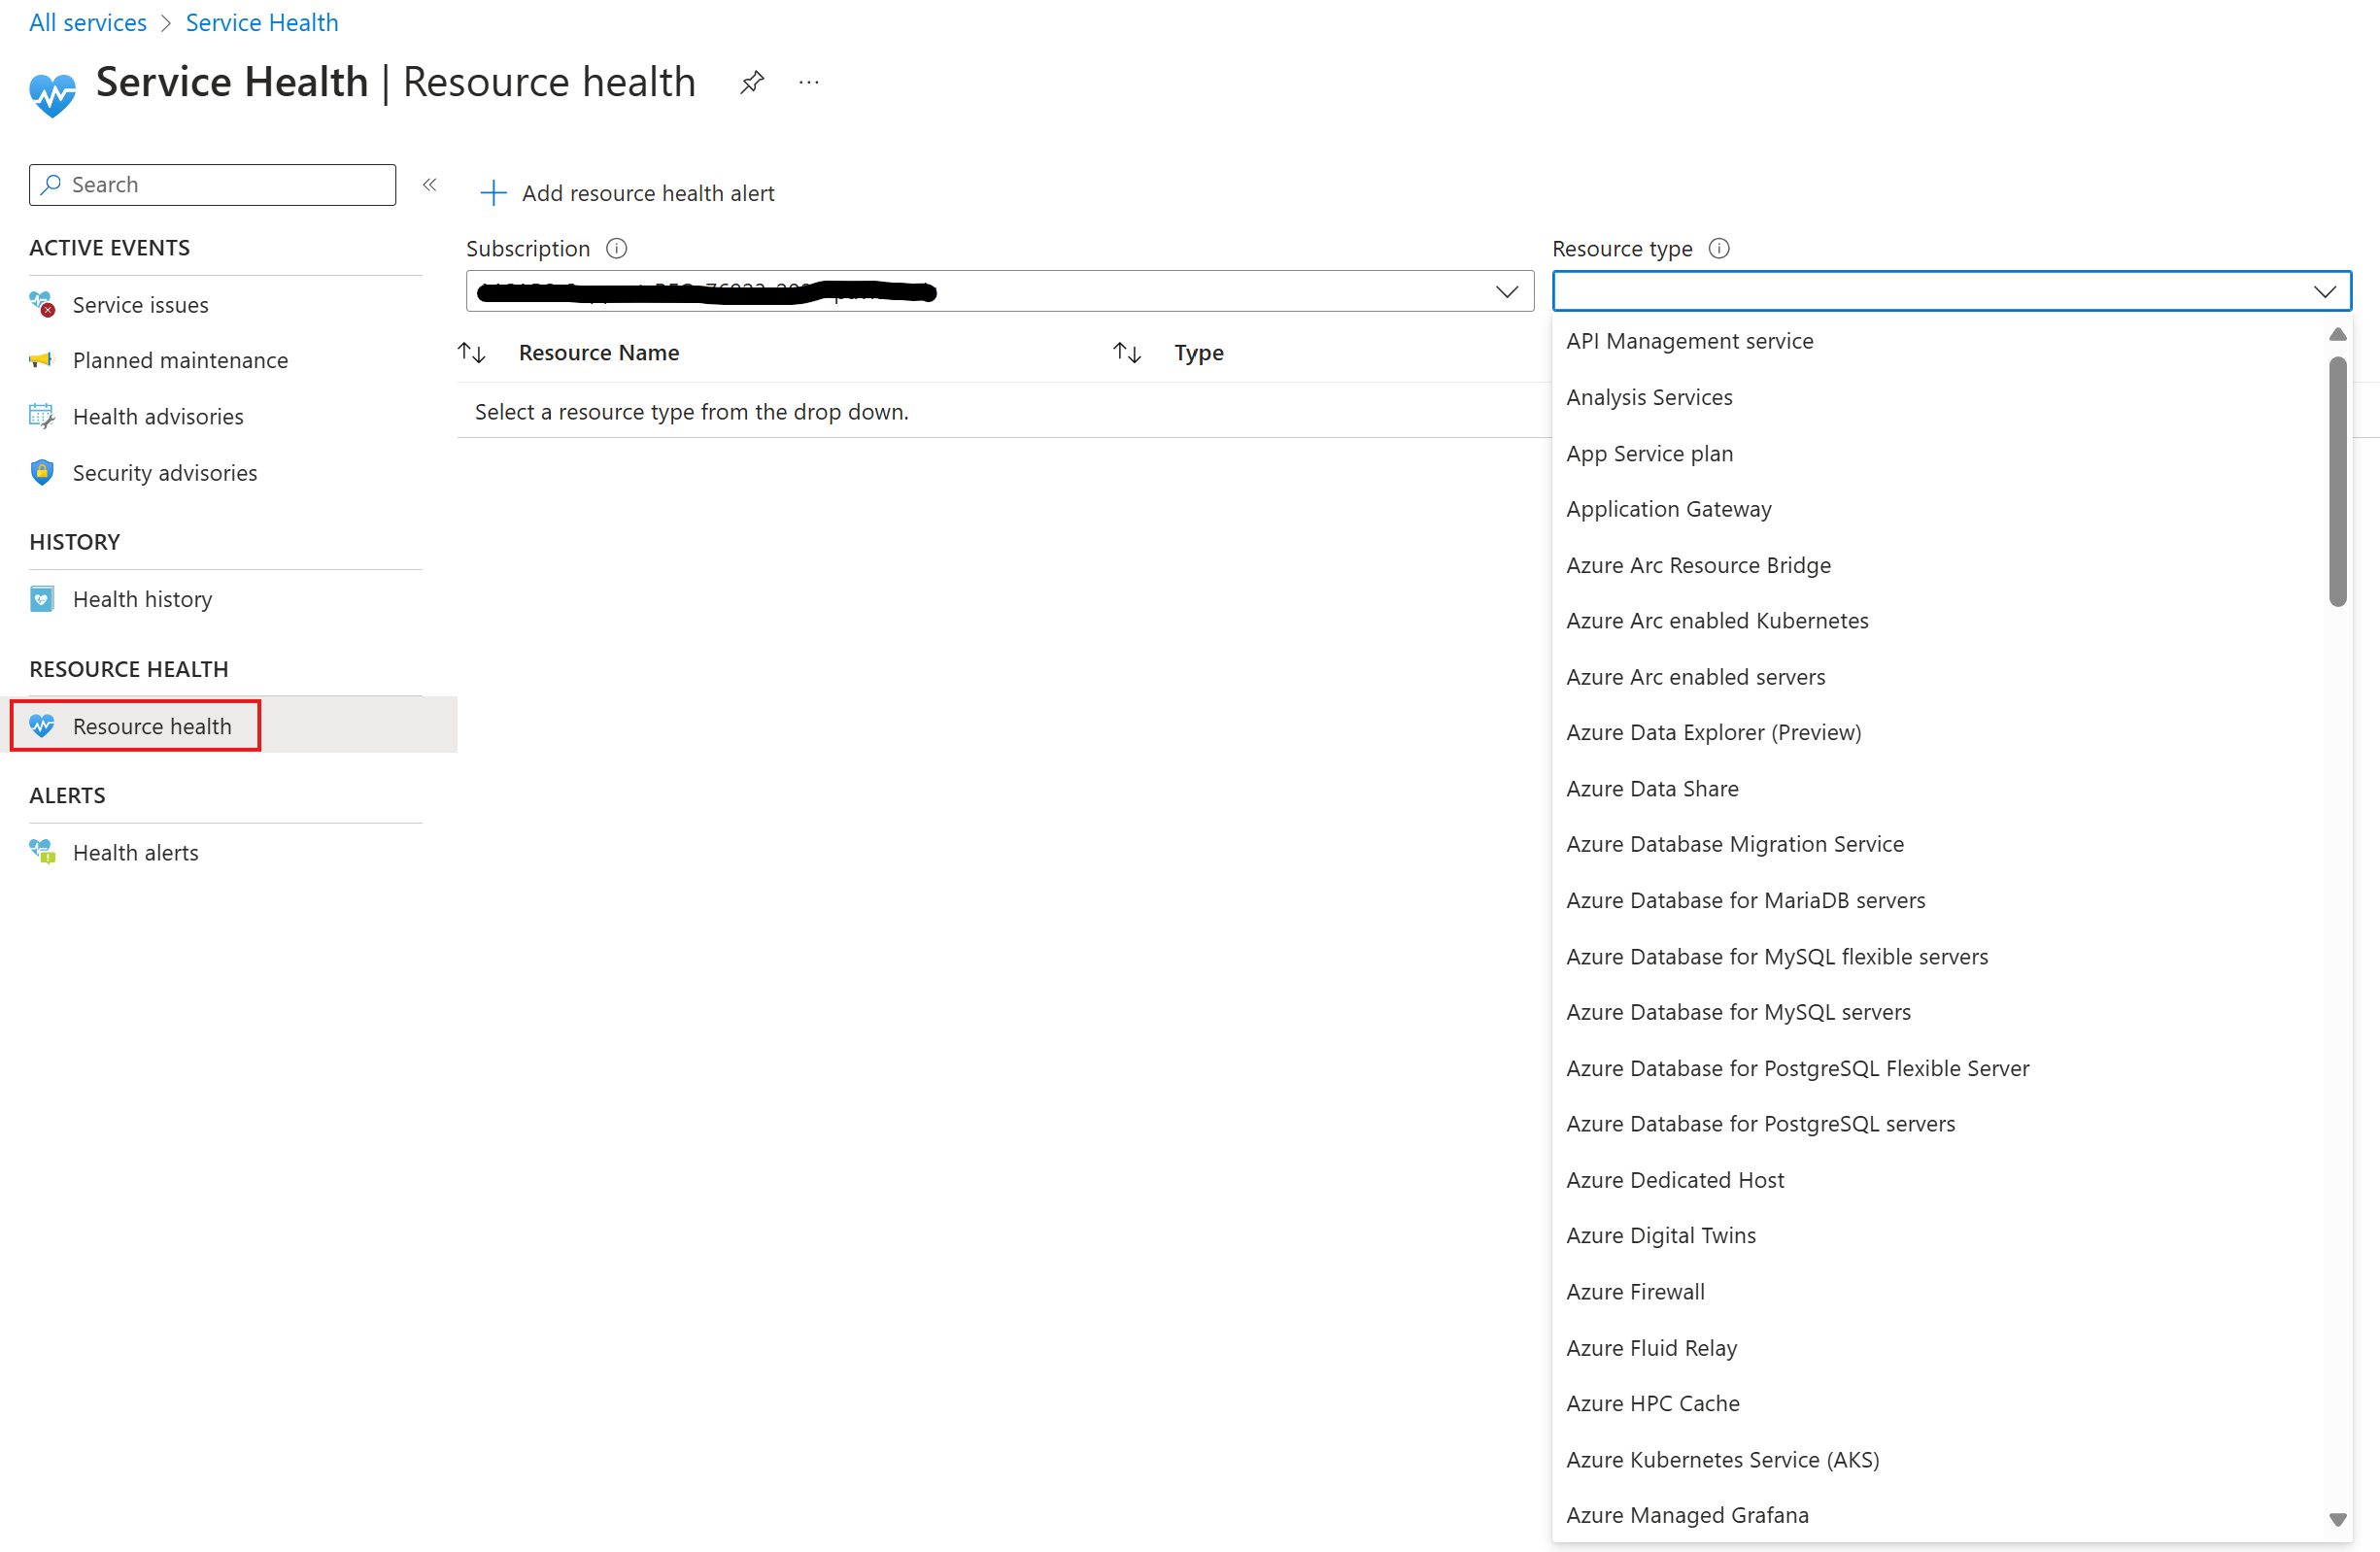 All services > Service Health
Service Health | Resource health
Search
ACTIVE EVENTS
Service issues
Planned maintenance
Health advisories
Security advisories
HISTORY
Health history
RESOURCE HEALTH
Resource health
ALERTS
Health alerts
Add resource health alert
Subscription
Resource Name
Type
Select a resource type from the drop down.
Resource type
API Management service
Analysis Services
App Service plan
Application Gateway
Azure Arc Resource Bridge
Azure Arc enabled Kubernetes
Azure Arc enabled servers
Azure Data Explorer (Preview)
Azure Data Share
Azure Database Migration Service
Azure Database for MariaDB servers
Azure Database for MySQL flexible servers
Azure Database for MySQL servers
Azure Database for PostgreSQL Flexible Server
Azure Database for PostgreSQL servers
Azure Dedicated Host
Azure Digital Twins
Azure Firewall
Azure Fluid Relay
Azure HPC Cache
Azure Kubernetes Service (AKS)
Azure Managed Grafana